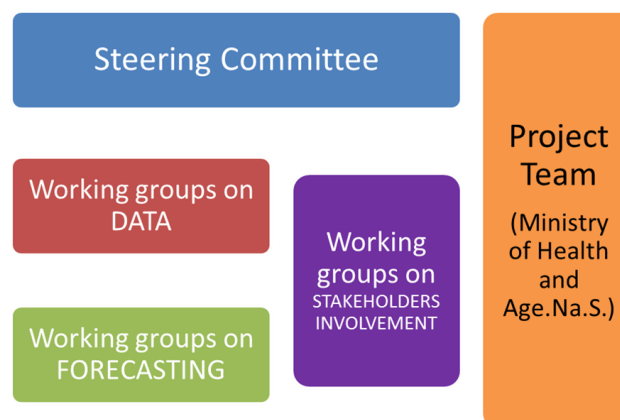 Steering Committee
Working groups on
DATA
Working groups on
FORECASTING
Working
groups on
STAKEHOLDERS
INVOLVEMENT
Project
Team
(Ministry
of Health
and
Age.Na.S.)